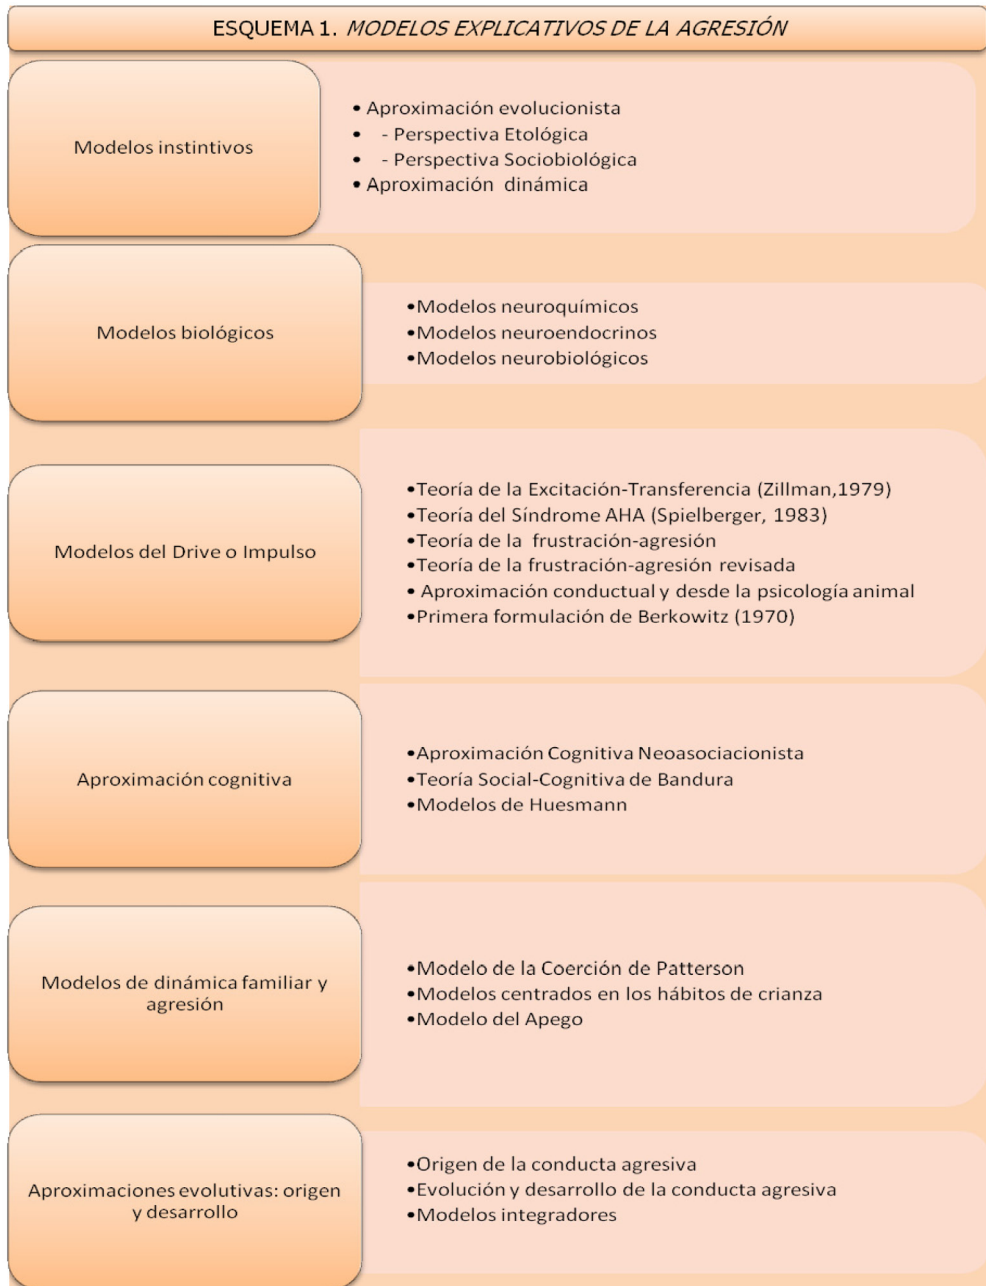 ESQUEMA 1. MODELOS EXPLICATIVOS DE LA AGRESIÓN
Modelos instintivos
• Aproximación evolucionista
• - Perspectiva Etológica
• - Perspectiva Sociobiológica
• Aproximación dinámica
Modelos biológicos
•Modelos neuroquímicos
•Modelos neuroendocrinos
•Modelos neurobiológicos
Modelos del Drive o Impulso
•Teoría de la Excitación-Transferencia (Zillman,1979)
•Teoría del Síndrome AHA (Spielberger, 1983)
•Teoría de la frustración-agresión
•Teoría de la frustración-agresión revisada
• Aproximación conductual y desde la psicología animal
•Primera formulación de Berkowitz (1970)
Aproximación cognitiva
•Aproximación Cognitiva Neoasociacionista
•Teoría Social-Cognitiva de Bandura
•Modelos de Huesmann
Modelos de dinámica familiar y
agresión
•Modelo de la Coerción de Patterson
•Modelos centrados en los hábitos de crianza
•Modelo del Apego
Aproximaciones evolutivas: origen
y desarrollo
•Origen de la conducta agresiva
•Evolución y desarrollo de la conducta agresiva
•Modelos integradores